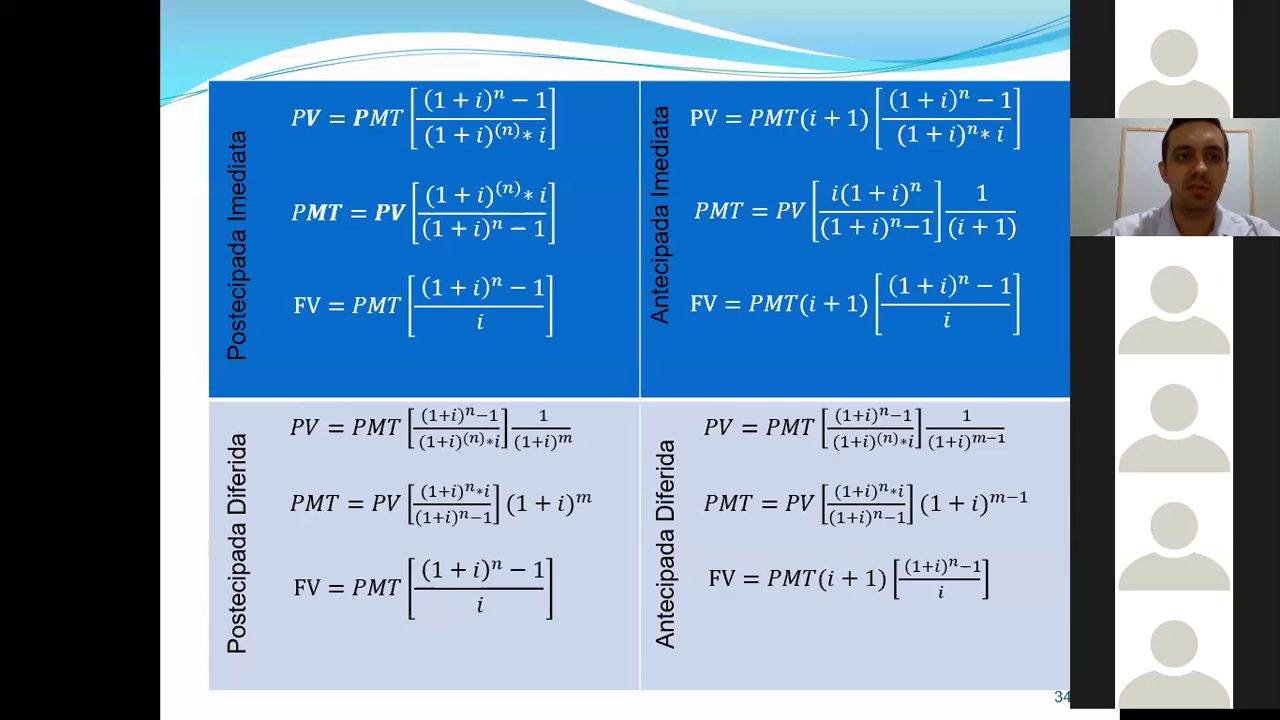 Postecipada Imediata
PV = PMT [((1 + i)^n − 1)/((1 + i)^(n) * i)]
PMT = PV [((1 + i)^(n) * i)/((1 + i)^n − 1)]
FV = PMT [((1 + i)^n − 1)/i]
Antecipada Imediata
PV = PMT(i + 1) [((1 + i)^n − 1)/((1 + i)^n * i)]
PMT = PV [(i(1 + i)^n)/((1 + i)^n−1)] 1/(i + 1)
FV = PMT(i + 1) [((1 + i)^n − 1)/i]
Postecipada Diferida
PV = PMT [((1+i)^n−1)/((1+i)^(n)*i)] 1/(1+i)^m
PMT = PV [((1+i)^n*i)/((1+i)^n−1)] (1 + i)^m
FV = PMT [((1 + i)^n − 1)/i]
Antecipada Diferida
PV = PMT [((1+i)^n−1)/((1+i)^(n)*i)] 1/(1+i)^(m−1)
PMT = PV [((1+i)^n*i)/((1+i)^n−1)] (1 + i)^(m−1)
FV = PMT(i + 1) [((1+i)^n−1)/i]
34